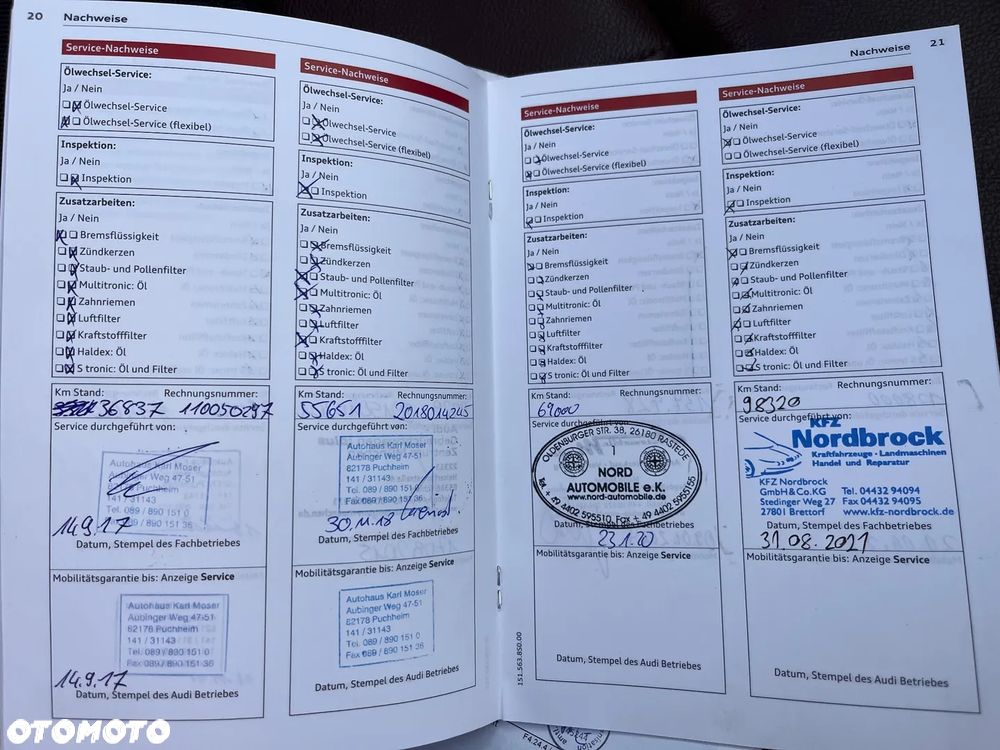 20 Nachweise
Service-Nachweise
Ölwechsel-Service:
Ja / Nein
Ölwechsel-Service
Ölwechsel-Service (flexibel)
Inspektion:
Ja / Nein
Inspektion
Zusatzarbeiten:
Ja / Nein
Bremsflüssigkeit
Zündkerzen
Staub- und Pollenfilter
Multitronic: Öl
Zahnriemen
Luftfilter
Kraftstofffilter
Haldex: Öl
S tronic: Öl und Filter
Km Stand: Rechnungsnummer:
36837 110050297
Service durchgeführt von:
Autohaus Karl Moser
Aubinger Weg 47-51
82178 Puchheim
141 / 31143
14.9.17
Datum, Stempel des Fachbetriebes
Mobilitätsgarantie bis: Anzeige Service
Autohaus Karl Moser
Aubinger Weg 47-51
82178 Puchheim
141 / 31143
Tel. 089 / 890 151 0
Fax 089 / 890 151 36
14.9.17
Datum, Stempel des Audi Betriebes
Service-Nachweise
Ölwechsel-Service:
Ja / Nein
Ölwechsel-Service
Ölwechsel-Service (flexibel)
Inspektion:
Ja / Nein
Inspektion
Zusatzarbeiten:
Ja / Nein
Bremsflüssigkeit
Zündkerzen
Staub- und Pollenfilter
Multitronic: Öl
Zahnriemen
Luftfilter
Kraftstofffilter
Haldex: Öl
S tronic: Öl und Filter
Km Stand: Rechnungsnummer:
55651 2018014245
Service durchgeführt von:
Autohaus Karl Moser
Aubinger Weg 47-51
82178 Puchheim
141 / 31143
Tel. 089 / 890 151 0
Fax 089 / 890 151 36
30.11.18
Datum, Stempel des Fachbetriebes
Mobilitätsgarantie bis: Anzeige Service
Autohaus Karl Moser
Aubinger Weg 47-51
82178 Puchheim
141 / 31143
Tel. 089 / 890 151 0
Fax 089 / 890 151 36
Datum, Stempel des Audi Betriebes
Nachweise 21
Service-Nachweise
Ölwechsel-Service:
Ja / Nein
Ölwechsel-Service
Ölwechsel-Service (flexibel)
Inspektion:
Ja / Nein
Inspektion
Zusatzarbeiten:
Ja / Nein
Bremsflüssigkeit
Zündkerzen
Staub- und Pollenfilter
Multitronic: Öl
Zahnriemen
Luftfilter
Kraftstofffilter
Haldex: Öl
S tronic: Öl und Filter
Km Stand: Rechnungsnummer:
69000
Service durchgeführt von
OLDENBURGER STR. 38, 26180 RASTEDE
1
NORD
AUTOMOBILE e.K.
www.nord-automobile.de
Tel. + 49 4402 595510, Fax + 49 4402 5955155
Datum, Stempel des Fachbetriebes
23.1.20
Mobilitätsgarantie bis: Anzeige Service
Datum, Stempel des Audi Betriebes
151.563.850.00
Service-Nachweise
Ölwechsel-Service:
Ja / Nein
Ölwechsel-Service
Ölwechsel-Service (flexibel)
Inspektion:
Ja / Nein
Inspektion
Zusatzarbeiten:
Ja / Nein
Bremsflüssigkeit
Zündkerzen
Staub- und Pollenfilter
Multitronic: Öl
Zahnriemen
Luftfilter
Kraftstofffilter
Haldex: Öl
S tronic: Öl und Filter
Km Stand: Rechnungsnummer:
98320
Service durchgeführt von:
KFZ
Nordbrock
Kraftfahrzeuge · Landmaschinen
Handel und Reparatur
KFZ Nordbrock
GmbH & Co.KG Tel. 04432 94094
Stedinger Weg 27 Fax 04432 94095
27801 Brettorf www.kfz-nordbrock.de
Datum, Stempel des Fachbetriebes
31 08. 2021
Mobilitätsgarantie bis: Anzeige Service
Datum, Stempel des Audi Betriebes
OTOMOTO